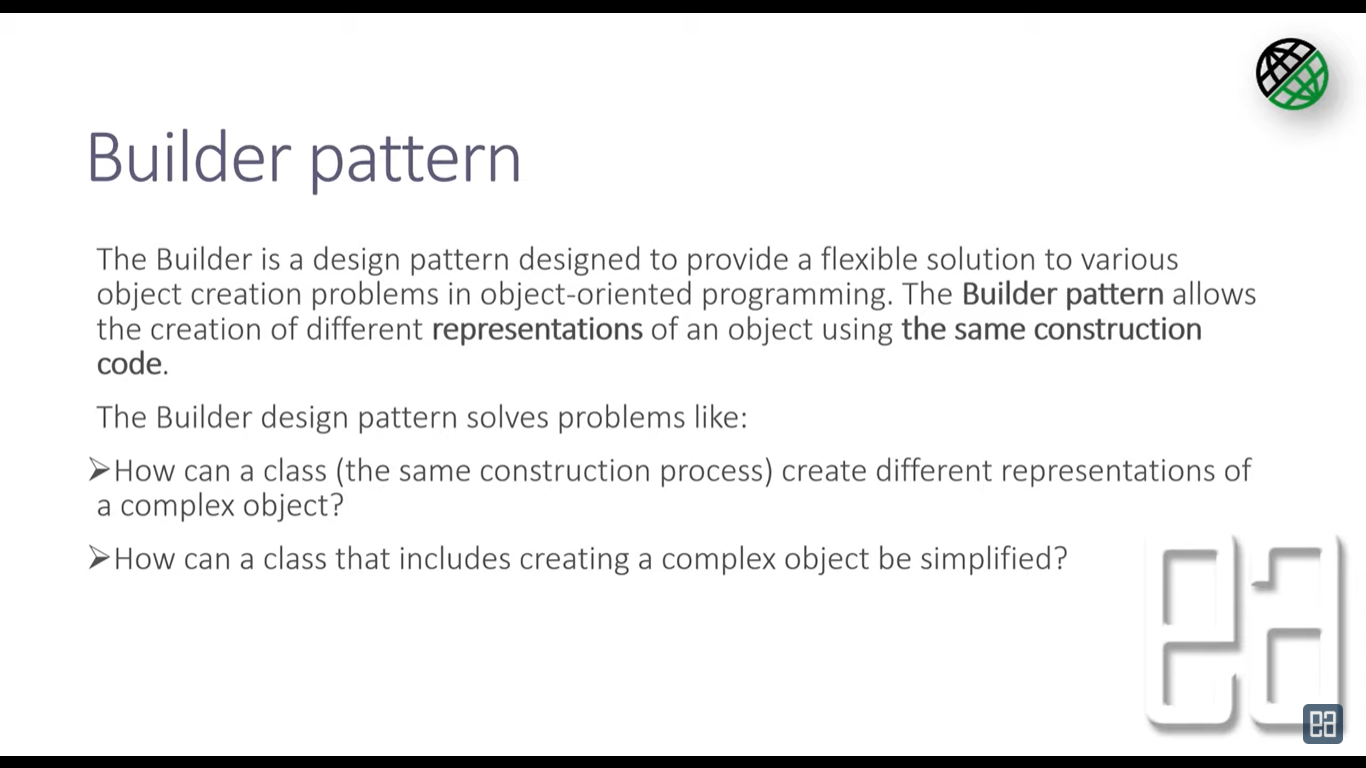 Builder pattern
The Builder is a design pattern designed to provide a flexible solution to various
object creation problems in object-oriented programming. The Builder pattern allows
the creation of different representations of an object using the same construction
code.
The Builder design pattern solves problems like:
➢How can a class (the same construction process) create different representations of
a complex object?
➢How can a class that includes creating a complex object be simplified?
ea
ea